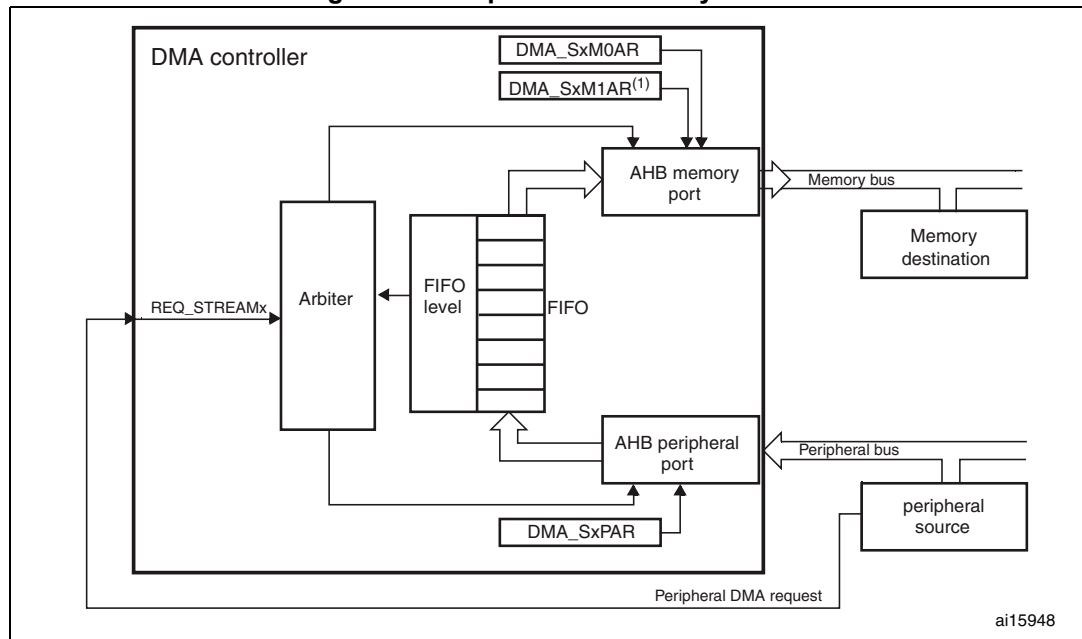 DMA controller
DMA_SxM0AR
DMA_SxM1AR(1)
AHB memory
port
Memory bus
Memory
destination
REQ_STREAMx
Arbiter
FIFO
level
FIFO
AHB peripheral
port
Peripheral bus
peripheral
source
DMA_SxPAR
Peripheral DMA request
ai15948